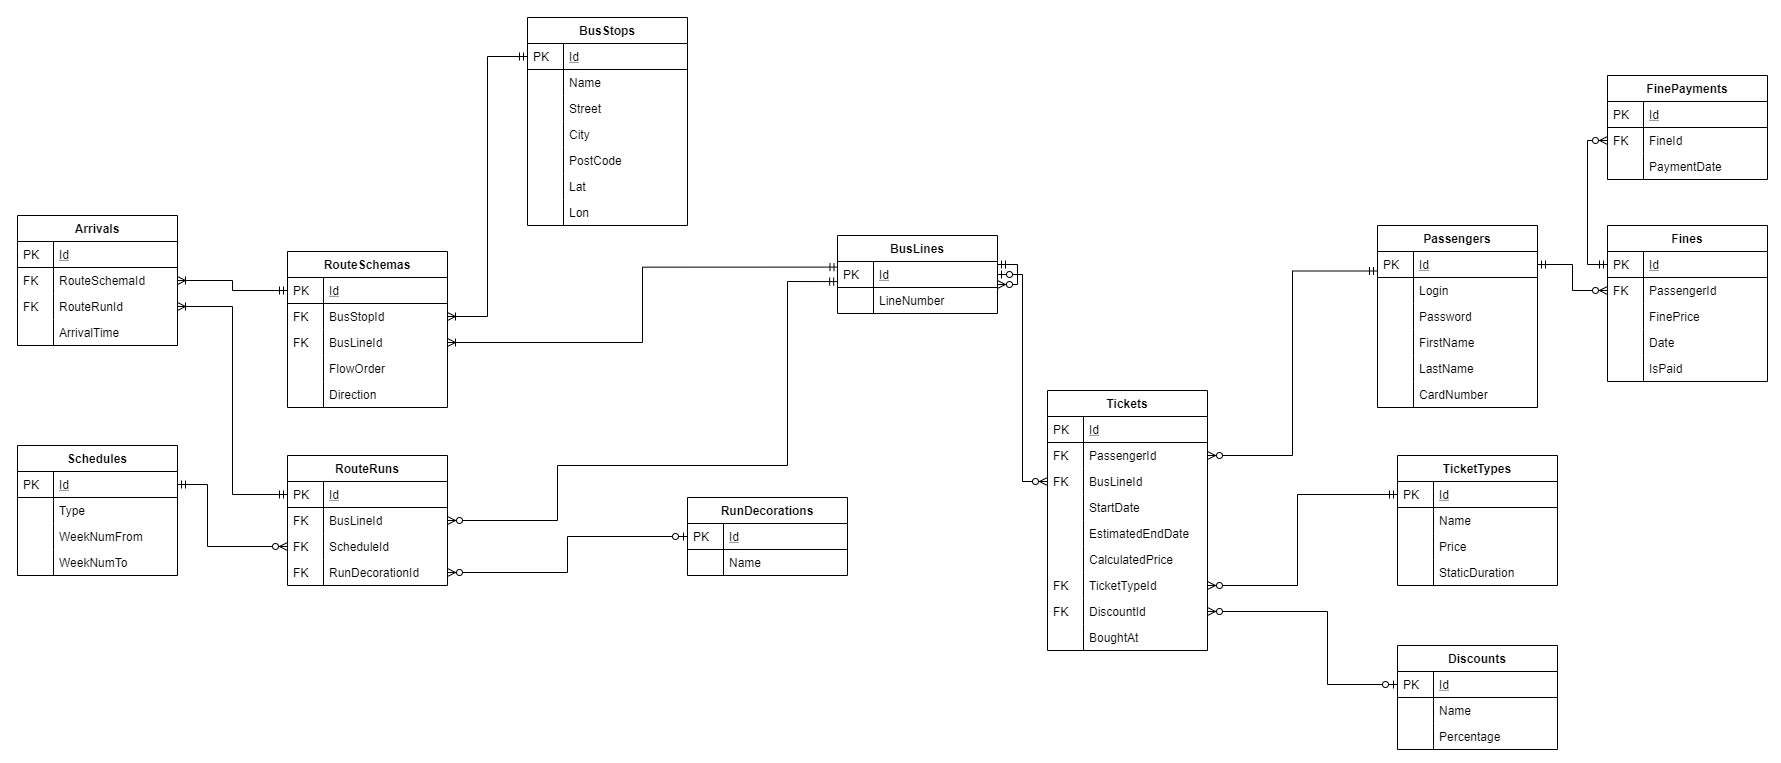 BusStops
PK Id
Name
Street
City
PostCode
Lat
Lon
FinePayments
PK Id
FK FineId
PaymentDate
Arrivals
PK Id
FK RouteSchemaId
FK RouteRunId
ArrivalTime
RouteSchemas
PK Id
FK BusStopId
FK BusLineId
FlowOrder
Direction
BusLines
PK Id
LineNumber
Passengers
PK Id
Login
Password
FirstName
LastName
CardNumber
Fines
PK Id
FK PassengerId
FinePrice
Date
IsPaid
Schedules
PK Id
Type
WeekNumFrom
WeekNumTo
RouteRuns
PK Id
FK BusLineId
FK ScheduleId
FK RunDecorationId
RunDecorations
PK Id
Name
Tickets
PK Id
FK PassengerId
FK BusLineId
StartDate
EstimatedEndDate
CalculatedPrice
FK TicketTypeId
FK DiscountId
BoughtAt
TicketTypes
PK Id
Name
Price
StaticDuration
Discounts
PK Id
Name
Percentage